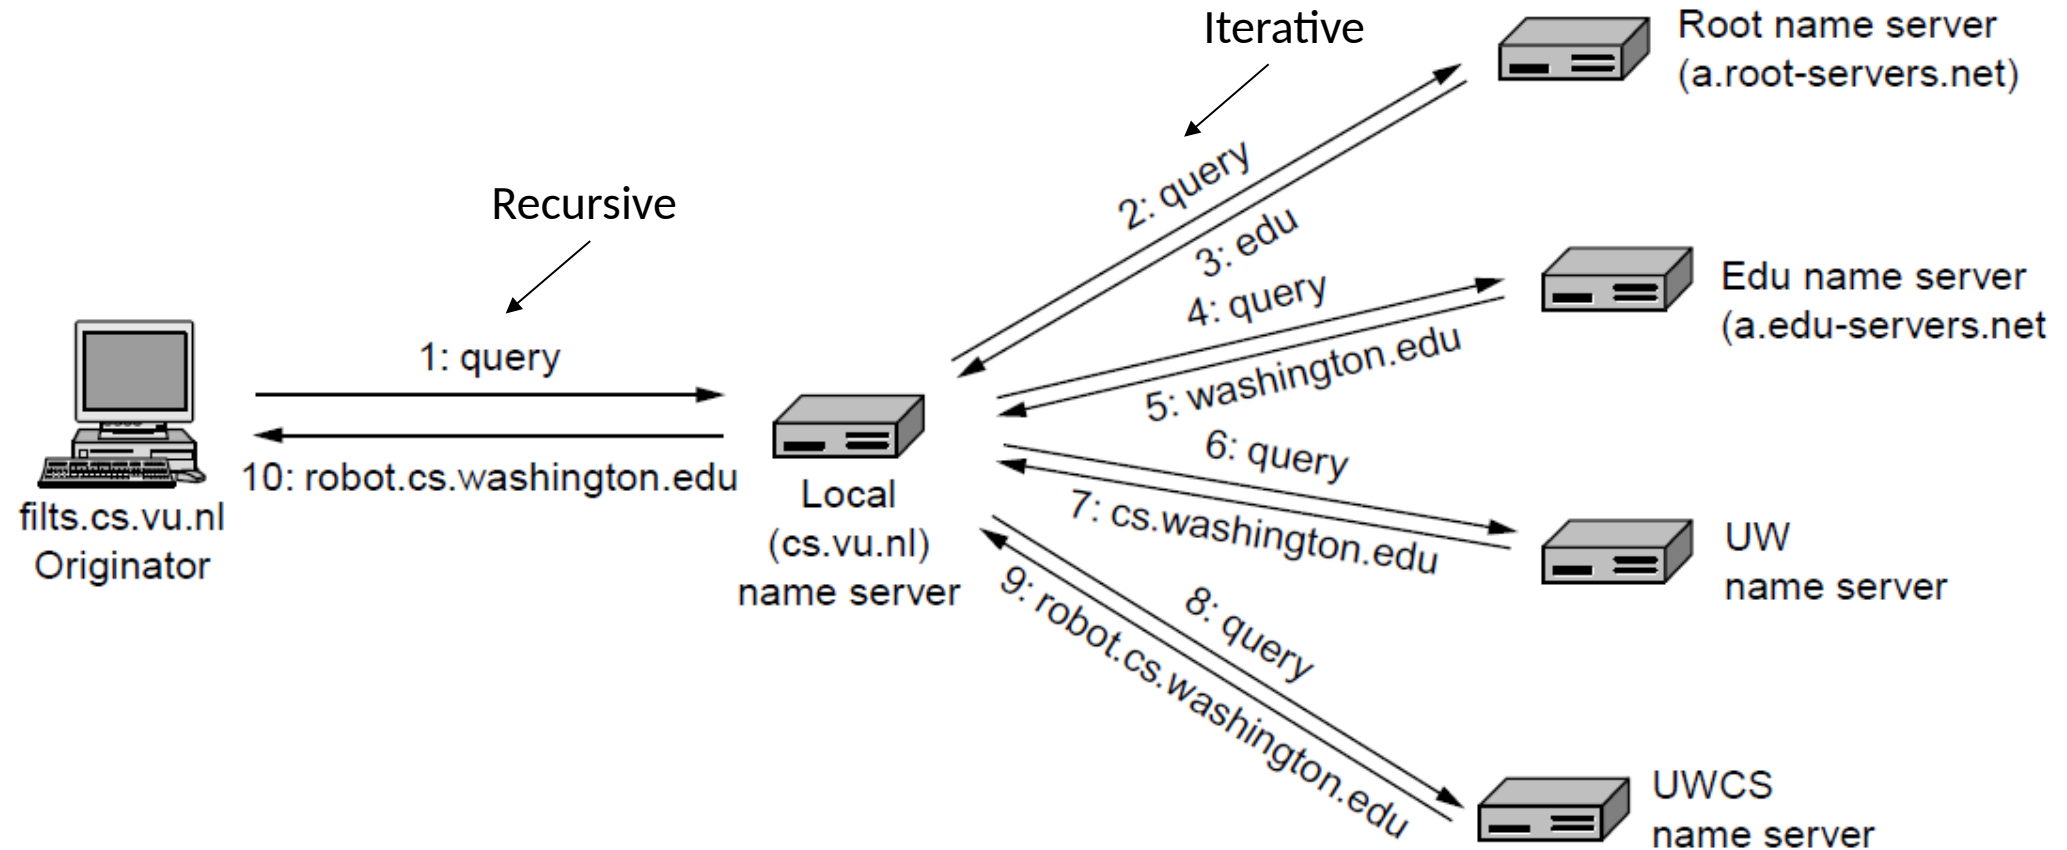 Iterative
Root name server
(a.root-servers.net)
2: query
3: edu
Recursive
4: query
Edu name server
(a.edu-servers.net
5: washington.edu
1: query
6: query
10: robot.cs.washington.edu
7: cs.washington.edu
filts.cs.vu.nl
Originator
Local
(cs.vu.nl)
name server
UW
name server
8: query
9: robot.cs.washington.edu
UWCS
name server